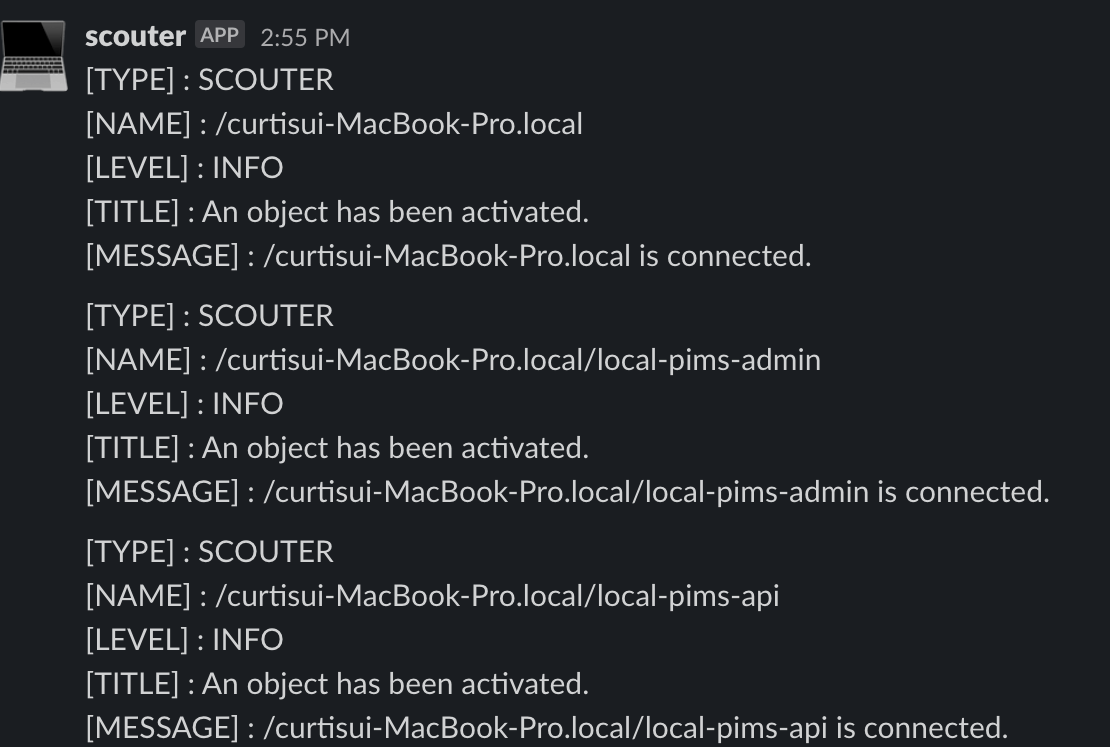 scouter APP 2:55 PM
[TYPE] : SCOUTER
[NAME] : /curtisui-MacBook-Pro.local
[LEVEL] : INFO
[TITLE] : An object has been activated.
[MESSAGE] : /curtisui-MacBook-Pro.local is connected.
[TYPE] : SCOUTER
[NAME] : /curtisui-MacBook-Pro.local/local-pims-admin
[LEVEL] : INFO
[TITLE] : An object has been activated.
[MESSAGE] : /curtisui-MacBook-Pro.local/local-pims-admin is connected.
[TYPE] : SCOUTER
[NAME] : /curtisui-MacBook-Pro.local/local-pims-api
[LEVEL] : INFO
[TITLE] : An object has been activated.
[MESSAGE] : /curtisui-MacBook-Pro.local/local-pims-api is connected.